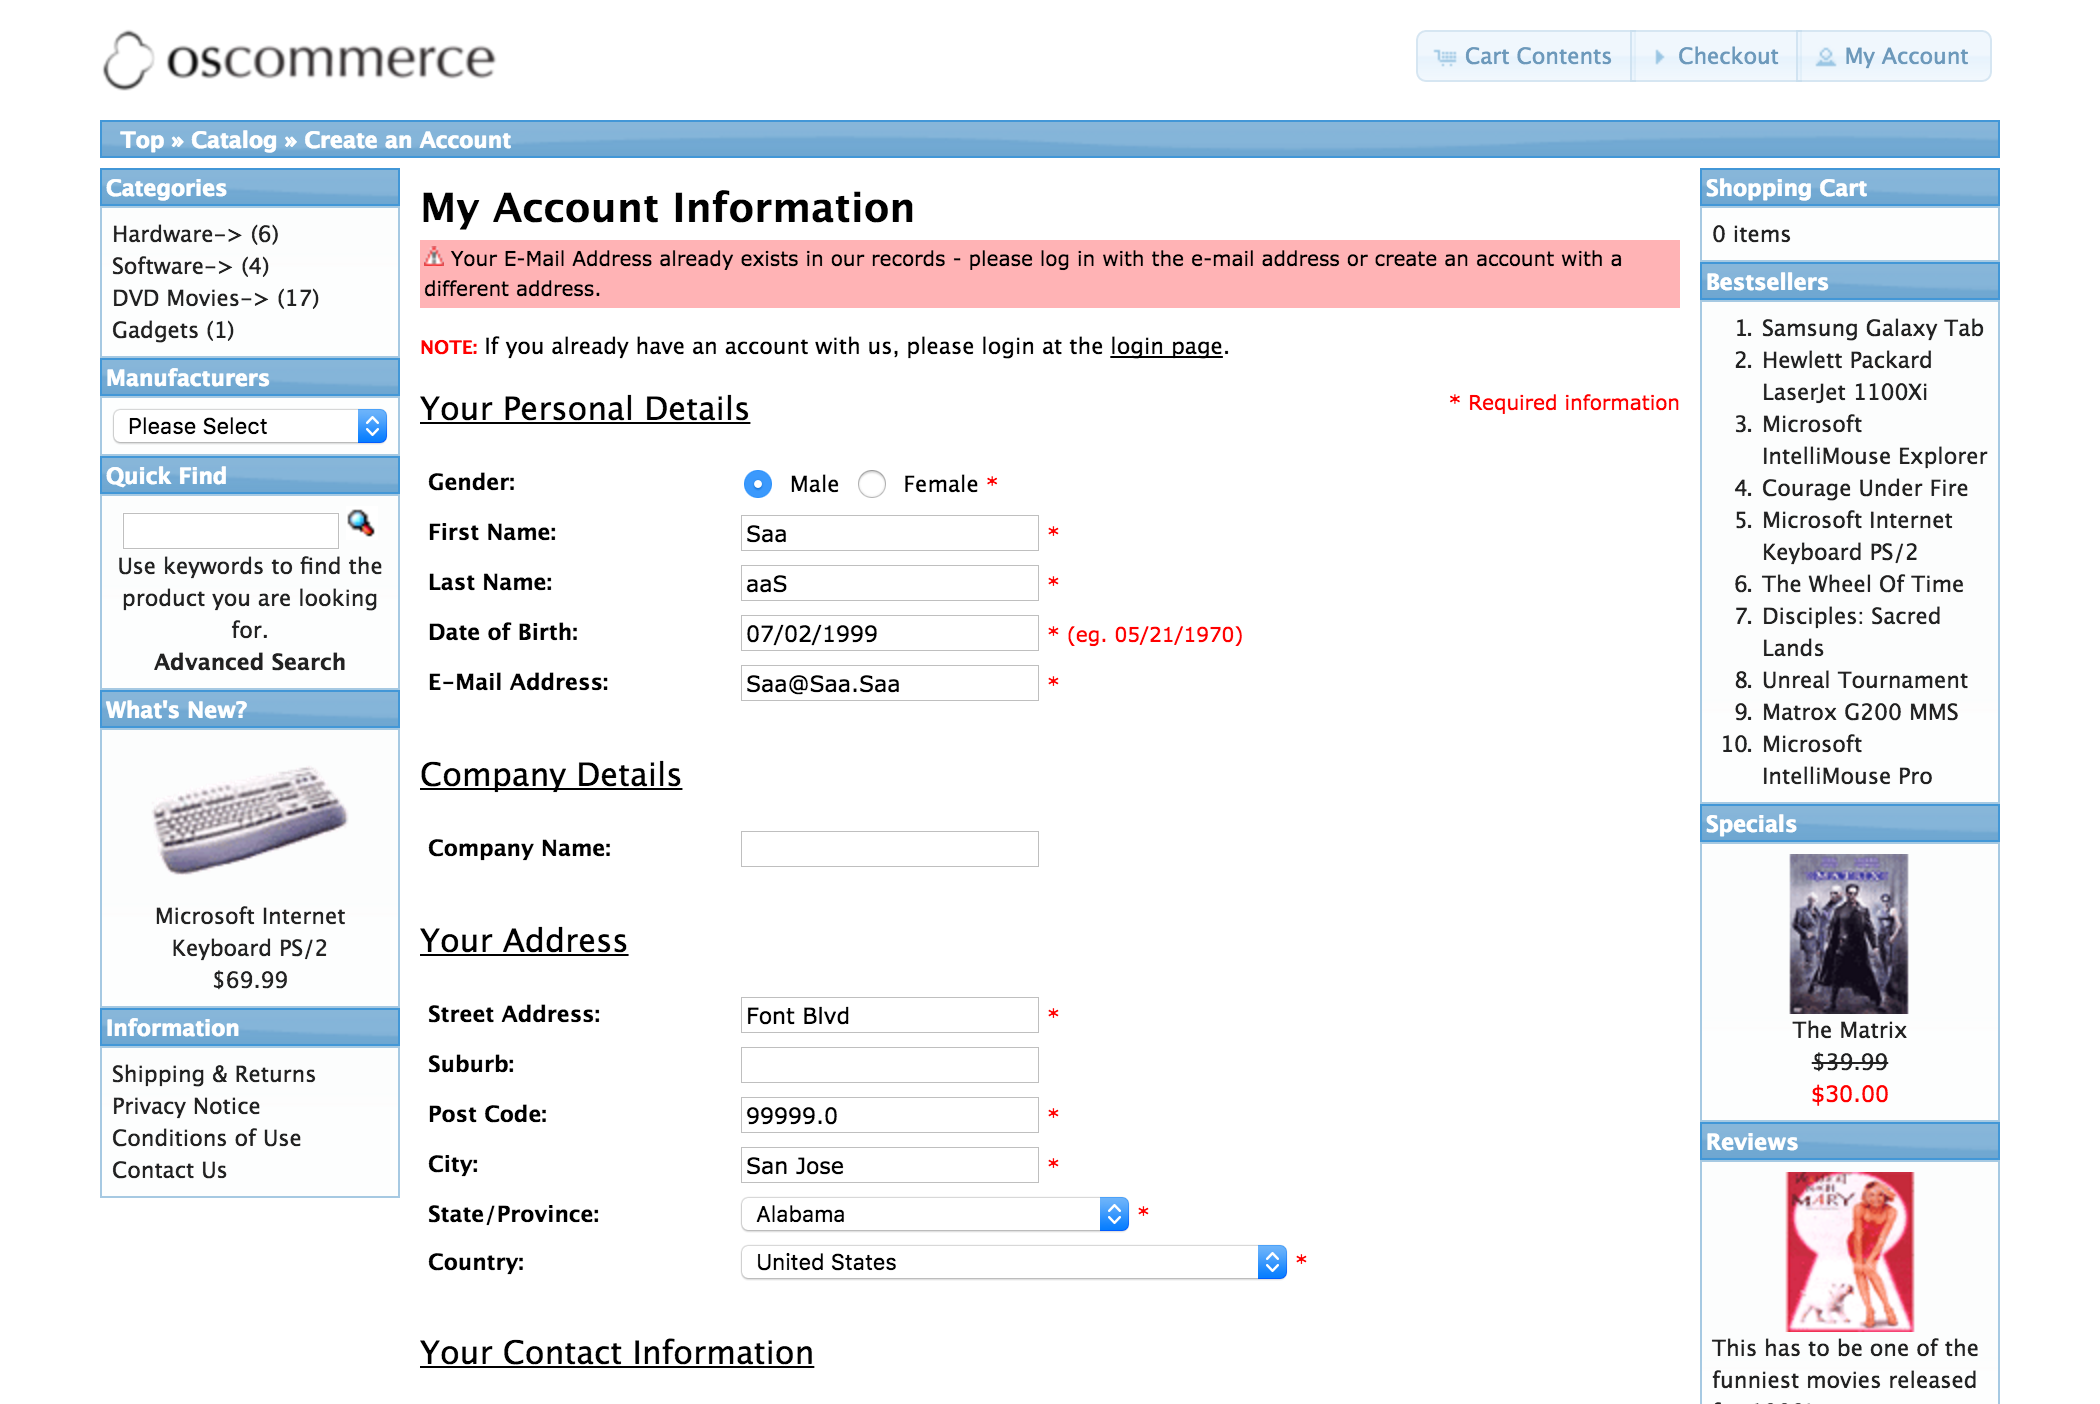 oscommerce
Cart Contents
Checkout
My Account
Top » Catalog » Create an Account
Categories
Hardware-> (6)
Software-> (4)
DVD Movies-> (17)
Gadgets (1)
Manufacturers
Please Select
Quick Find
Use keywords to find the
product you are looking
for.
Advanced Search
What's New?
Microsoft Internet
Keyboard PS/2
$69.99
Information
Shipping & Returns
Privacy Notice
Conditions of Use
Contact Us
My Account Information
Your E-Mail Address already exists in our records - please log in with the e-mail address or create an account with a
different address.
NOTE: If you already have an account with us, please login at the login page.
Your Personal Details
* Required information
Gender: Male Female *
First Name: Saa *
Last Name: aaS *
Date of Birth: 07/02/1999 * (eg. 05/21/1970)
E-Mail Address: Saa@Saa.Saa *
Company Details
Company Name:
Your Address
Street Address: Font Blvd *
Suburb:
Post Code: 99999.0 *
City: San Jose *
State/Province: Alabama *
Country: United States *
Your Contact Information
Shopping Cart
0 items
Bestsellers
1. Samsung Galaxy Tab
2. Hewlett Packard
LaserJet 1100Xi
3. Microsoft
IntelliMouse Explorer
4. Courage Under Fire
5. Microsoft Internet
Keyboard PS/2
6. The Wheel Of Time
7. Disciples: Sacred
Lands
8. Unreal Tournament
9. Matrox G200 MMS
10. Microsoft
IntelliMouse Pro
Specials
MATRIX
The Matrix
$39.99
$30.00
Reviews
MARY
This has to be one of the
funniest movies released